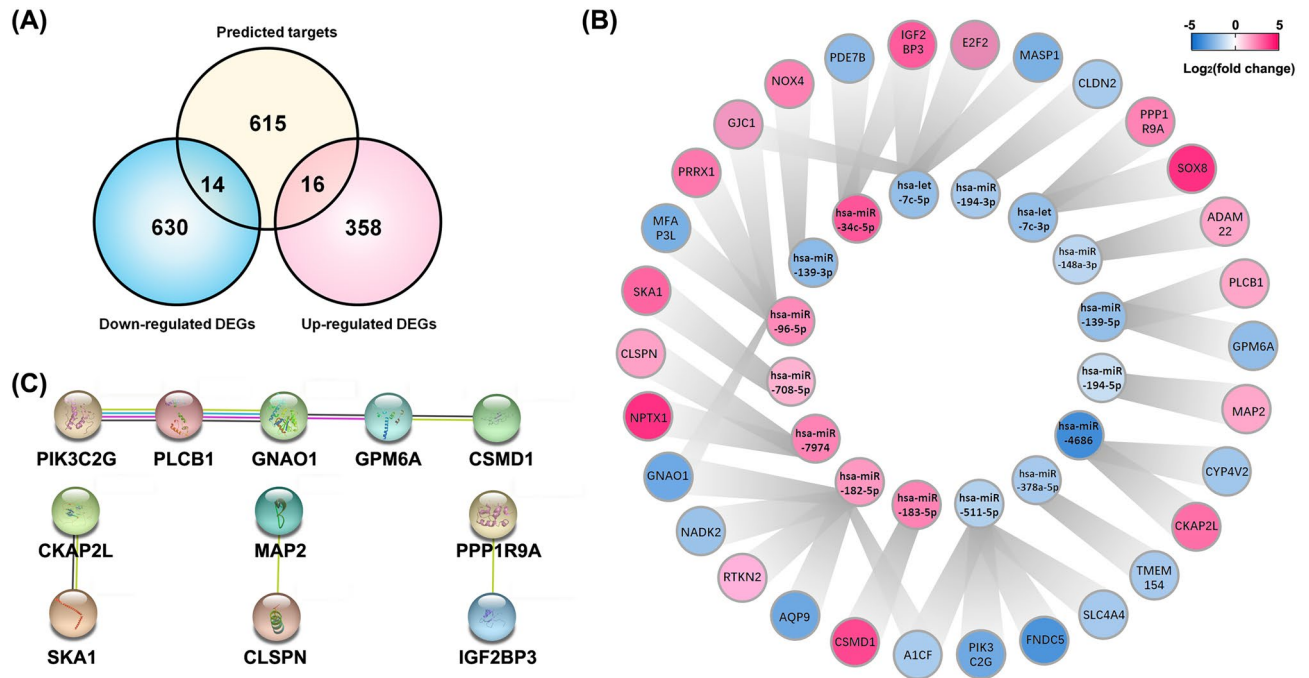 (A)
Predicted targets
615
14
16
630
358
Down-regulated DEGs
Up-regulated DEGs
(B)
-5
0
5
Log2(fold change)
PDE7B
IGF2
BP3
E2F2
MASP1
CLDN2
PPP1
R9A
SOX8
ADAM
22
PLCB1
GPM6A
MAP2
CYP4V2
CKAP2L
TMEM
154
SLC4A4
FNDC5
PIK3
C2G
A1CF
CSMD1
AQP9
RTKN2
NADK2
GNAO1
NPTX1
CLSPN
SKA1
MFA
P3L
PRRX1
GJC1
NOX4
hsa-miR
-34c-5p
hsa-let
-7c-5p
hsa-miR
-194-3p
hsa-let
-7c-3p
hsa-miR
-148a-3p
hsa-miR
-139-5p
hsa-miR
-194-5p
hsa-miR
-4686
hsa-miR
-378a-5p
hsa-miR
-511-5p
hsa-miR
-183-5p
hsa-miR
-182-5p
hsa-miR
-7974
hsa-miR
-708-5p
hsa-miR
-96-5p
hsa-miR
-139-3p
(C)
PIK3C2G
PLCB1
GNAO1
GPM6A
CSMD1
CKAP2L
MAP2
PPP1R9A
SKA1
CLSPN
IGF2BP3